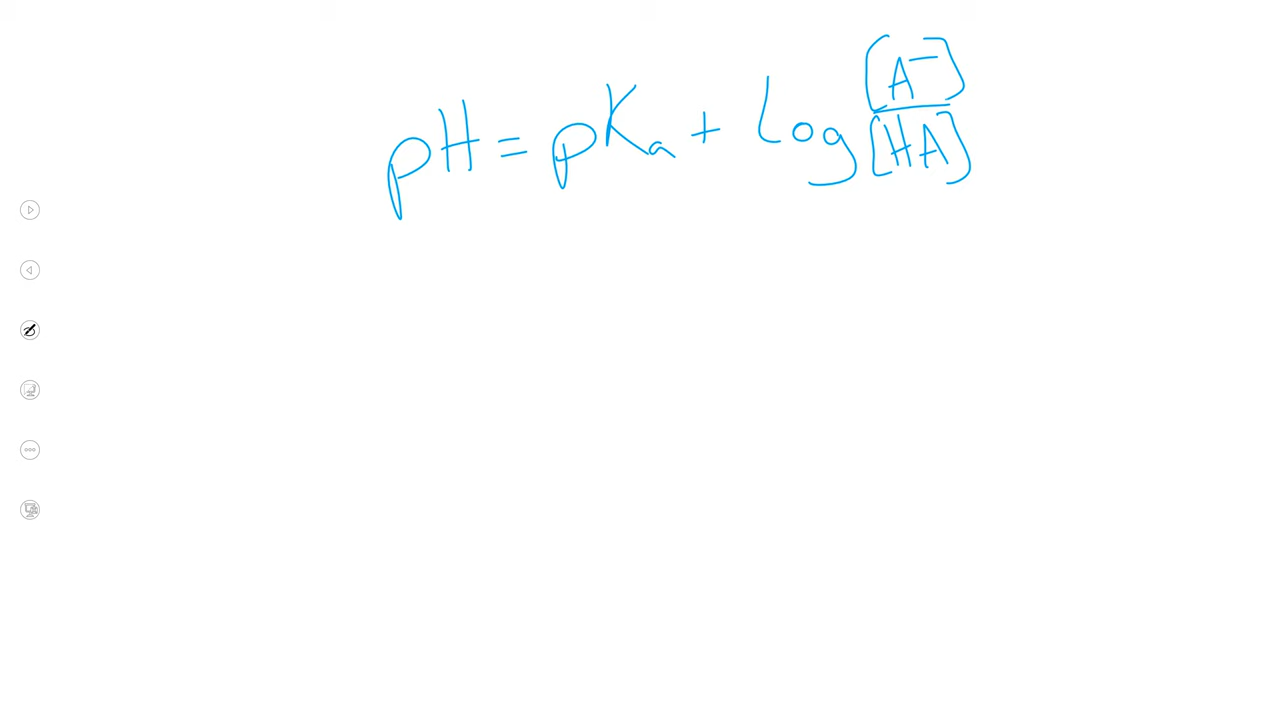 pH = pKa + log [A⁻]/[HA]